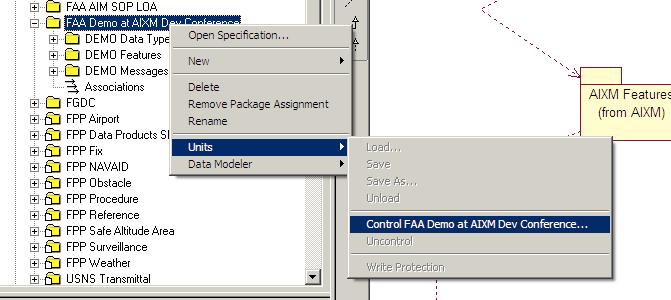 FAA AIM SOP LOA
FAA Demo at AIXM Dev Conference
DEMO Data Type
DEMO Features
DEMO Messages
Associations
FGDC
FPP Airport
FPP Data Products S
FPP Fix
FPP NAVAID
FPP Obstacle
FPP Procedure
FPP Reference
FPP Safe Altitude Area
FPP Surveillance
FPP Weather
USNS Transmittal
Open Specification...
New
Delete
Remove Package Assignment
Rename
Units
Data Modeler
Load...
Save
Save As...
Unload
Control FAA Demo at AIXM Dev Conference...
Uncontrol
Write Protection
AIXM Features
(from AIXM)